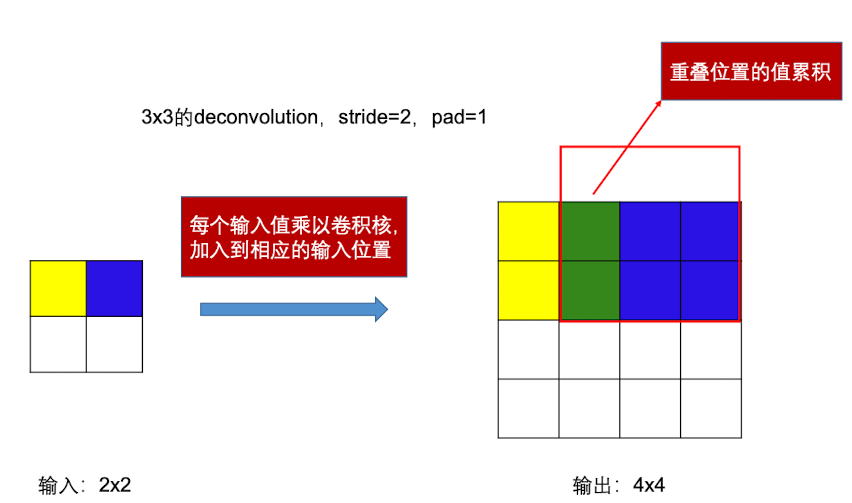 重叠位置的值累积
3x3的deconvolution，stride=2，pad=1
每个输入值乘以卷积核,
加入到相应的输入位置
输入：2x2
输出：4x4